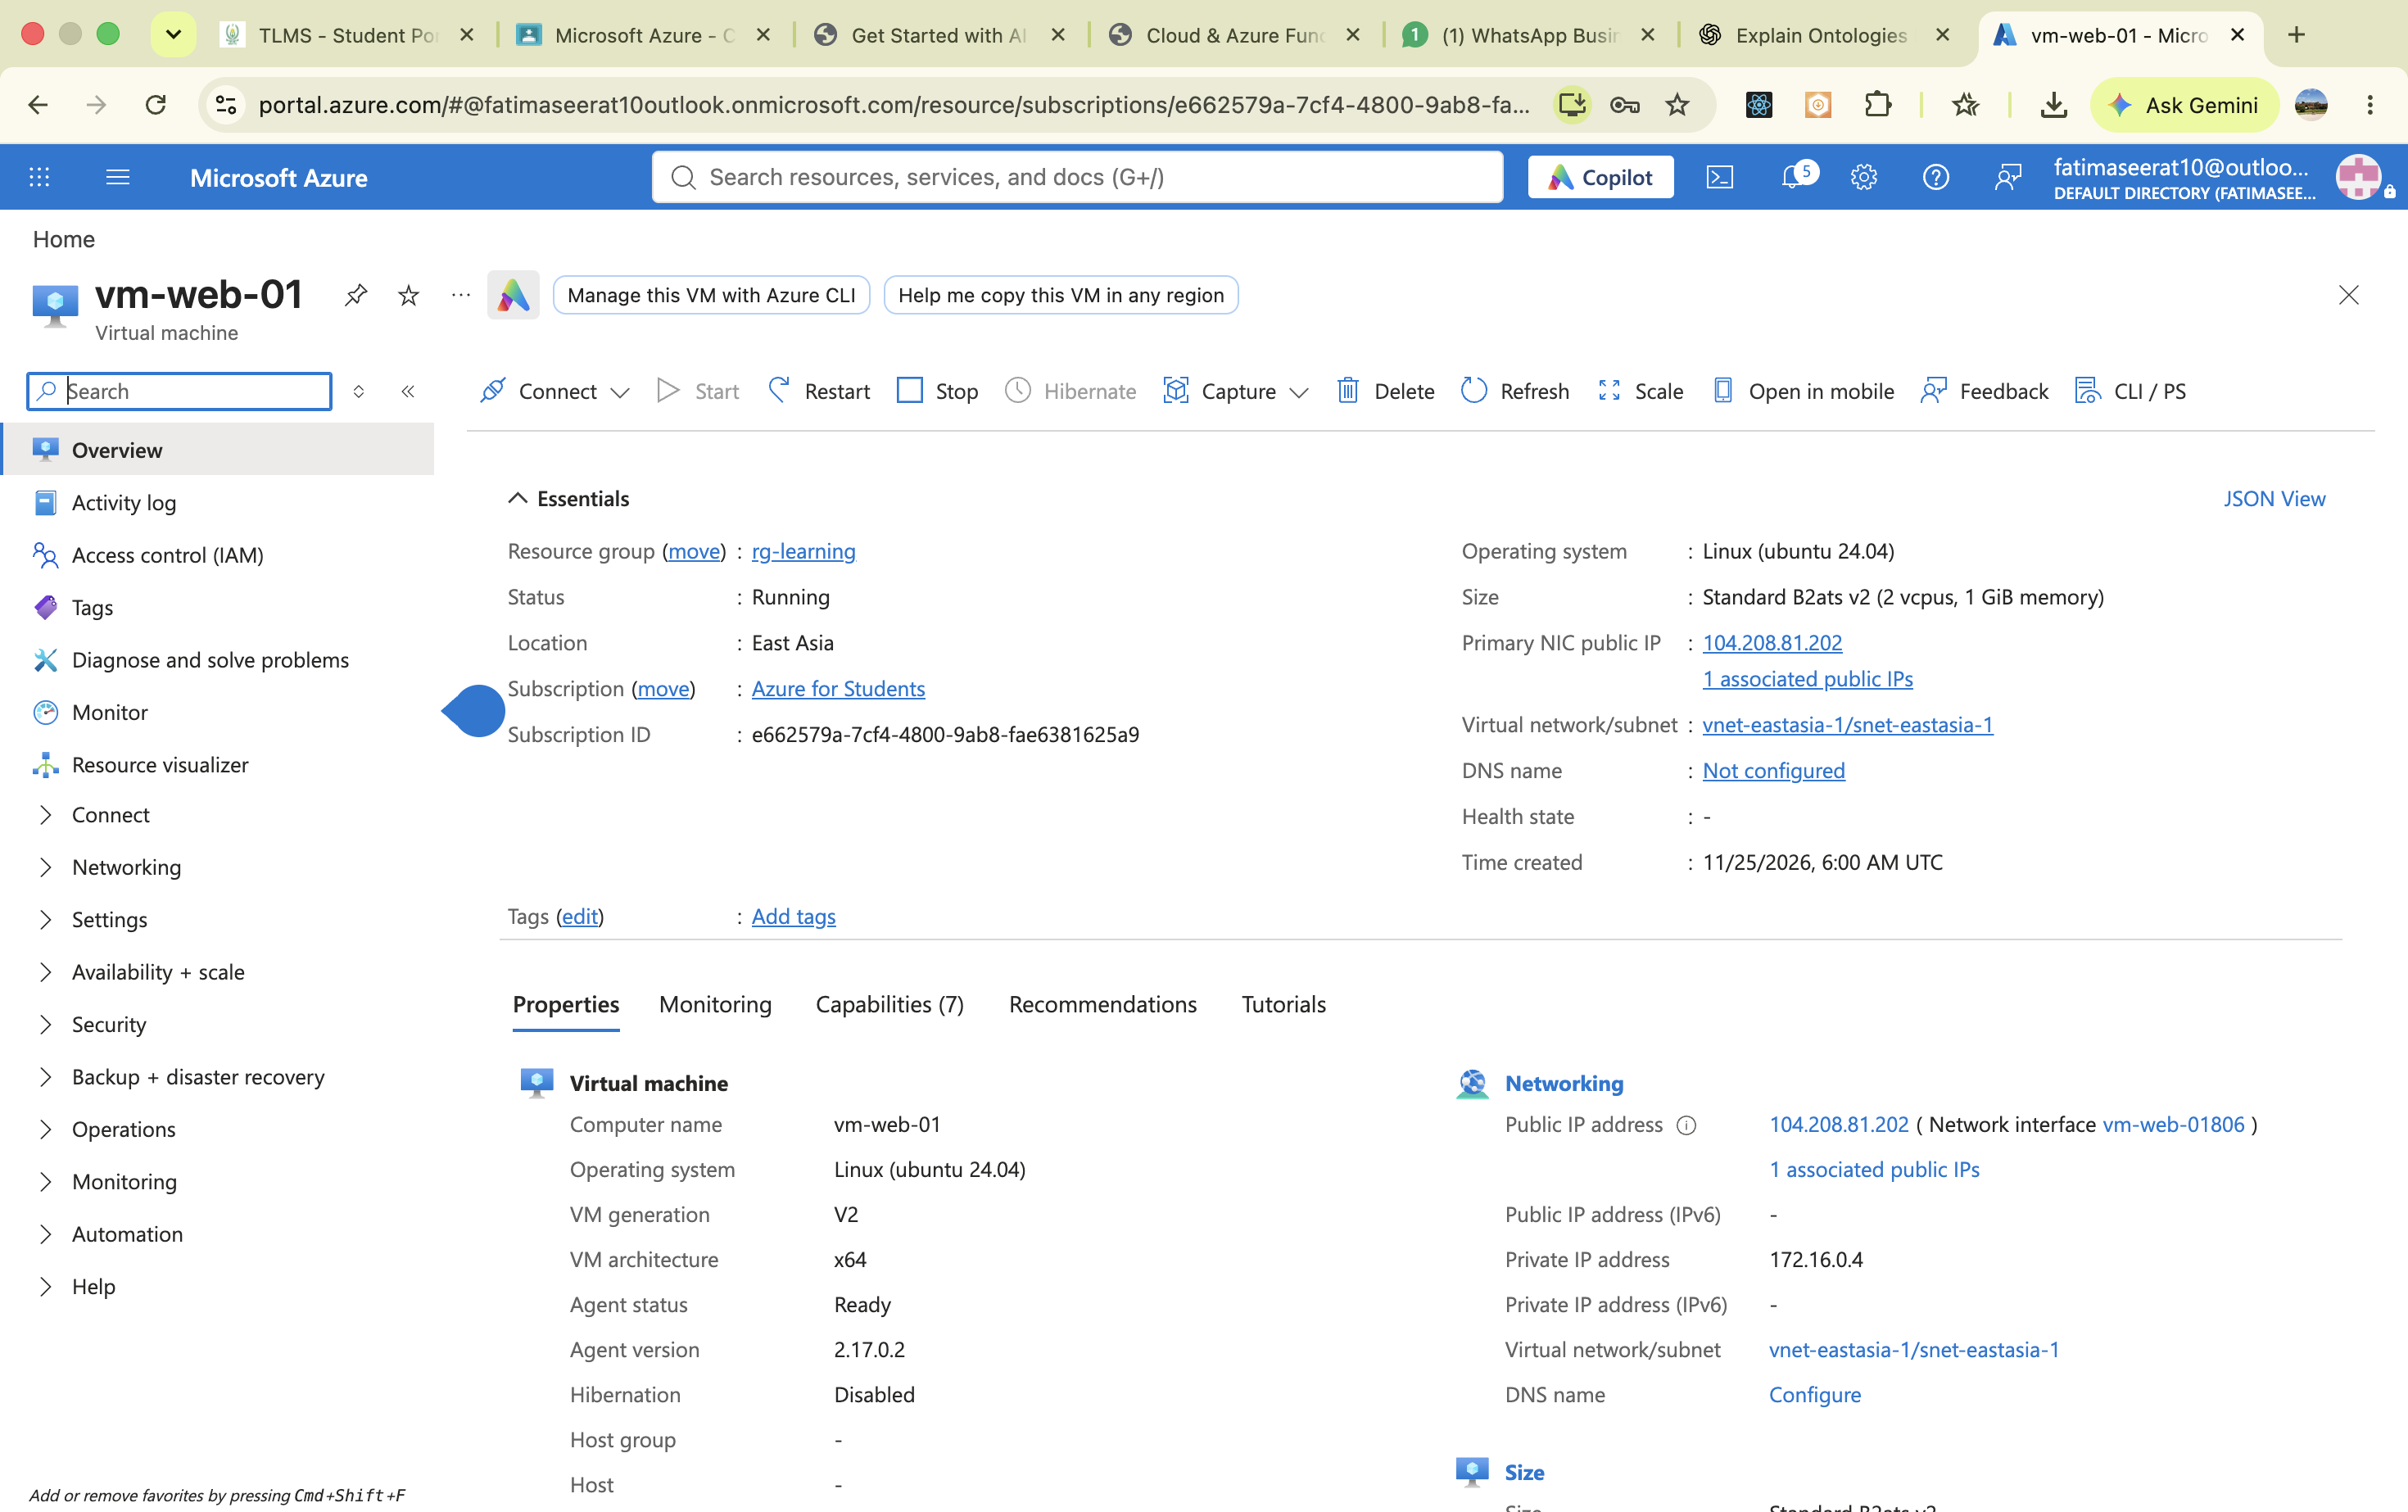 TLMS - Student Por
Microsoft Azure - C
Get Started with AI
Cloud & Azure Fun
1 (1) WhatsApp Busin
Explain Ontologies
vm-web-01 - Micro
portal.azure.com/#@fatimaseerat10outlook.onmicrosoft.com/resource/subscriptions/e662579a-7cf4-4800-9ab8-fa...
Ask Gemini
Microsoft Azure
Search resources, services, and docs (G+/)
Copilot
5
fatimaseerat10@outloo...
DEFAULT DIRECTORY (FATIMASEE...
Home
vm-web-01
Virtual machine
Manage this VM with Azure CLI
Help me copy this VM in any region
Search
Connect
Start
Restart
Stop
Hibernate
Capture
Delete
Refresh
Scale
Open in mobile
Feedback
CLI / PS
Overview
Activity log
Access control (IAM)
Tags
Diagnose and solve problems
Monitor
Resource visualizer
Connect
Networking
Settings
Availability + scale
Security
Backup + disaster recovery
Operations
Monitoring
Automation
Help
Add or remove favorites by pressing Cmd+Shift+F
Essentials
JSON View
Resource group (move) : rg-learning
Status : Running
Location : East Asia
Subscription (move) : Azure for Students
Subscription ID : e662579a-7cf4-4800-9ab8-fae6381625a9
Operating system : Linux (ubuntu 24.04)
Size : Standard B2ats v2 (2 vcpus, 1 GiB memory)
Primary NIC public IP : 104.208.81.202
1 associated public IPs
Virtual network/subnet : vnet-eastasia-1/snet-eastasia-1
DNS name : Not configured
Health state : -
Time created : 11/25/2026, 6:00 AM UTC
Tags (edit) : Add tags
Properties
Monitoring
Capabilities (7)
Recommendations
Tutorials
Virtual machine
Computer name vm-web-01
Operating system Linux (ubuntu 24.04)
VM generation V2
VM architecture x64
Agent status Ready
Agent version 2.17.0.2
Hibernation Disabled
Host group -
Host -
Networking
Public IP address 104.208.81.202 ( Network interface vm-web-01806 )
1 associated public IPs
Public IP address (IPv6) -
Private IP address 172.16.0.4
Private IP address (IPv6) -
Virtual network/subnet vnet-eastasia-1/snet-eastasia-1
DNS name Configure
Size
Size Standard B2ats v2